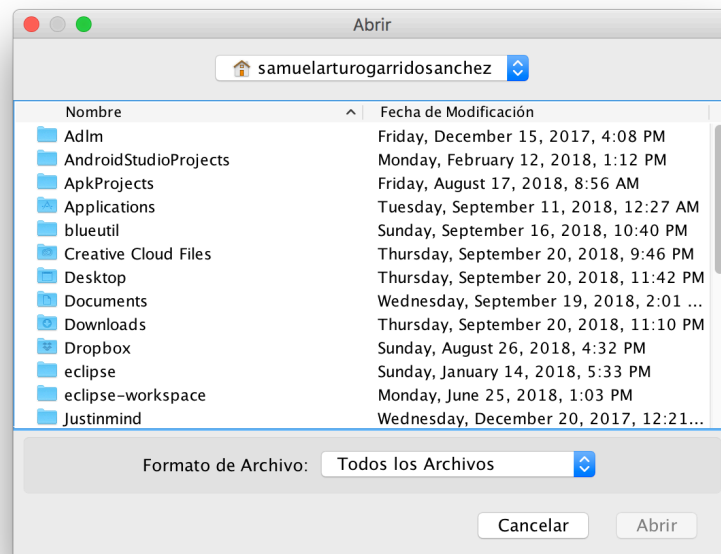 Abrir
samuelarturogarridosanchez
Nombre Fecha de Modificación
Adlm Friday, December 15, 2017, 4:08 PM
AndroidStudioProjects Monday, February 12, 2018, 1:12 PM
ApkProjects Friday, August 17, 2018, 8:56 AM
Applications Tuesday, September 11, 2018, 12:27 AM
blueutil Sunday, September 16, 2018, 10:40 PM
Creative Cloud Files Thursday, September 20, 2018, 9:46 PM
Desktop Thursday, September 20, 2018, 11:42 PM
Documents Wednesday, September 19, 2018, 2:01 ...
Downloads Thursday, September 20, 2018, 11:10 PM
Dropbox Sunday, August 26, 2018, 4:32 PM
eclipse Sunday, January 14, 2018, 5:33 PM
eclipse-workspace Monday, June 25, 2018, 1:03 PM
Justinmind Wednesday, December 20, 2017, 12:21...
Formato de Archivo: Todos los Archivos
Cancelar Abrir